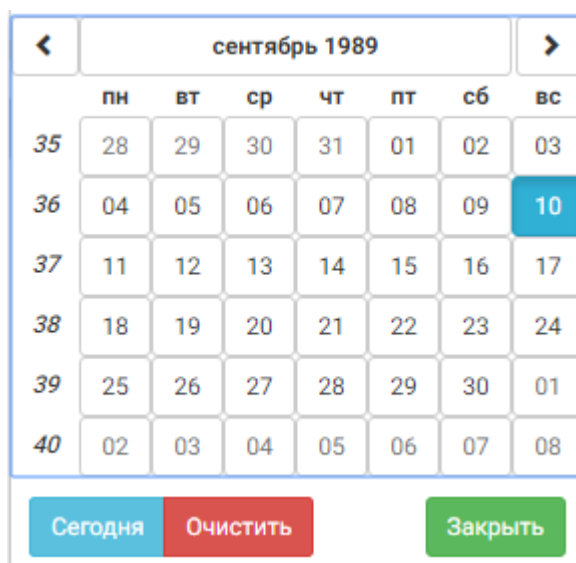 сентябрь 1989
пн вт ср чт пт сб вс
35 28 29 30 31 01 02 03
36 04 05 06 07 08 09 10
37 11 12 13 14 15 16 17
38 18 19 20 21 22 23 24
39 25 26 27 28 29 30 01
40 02 03 04 05 06 07 08
Сегодня Очистить Закрыть